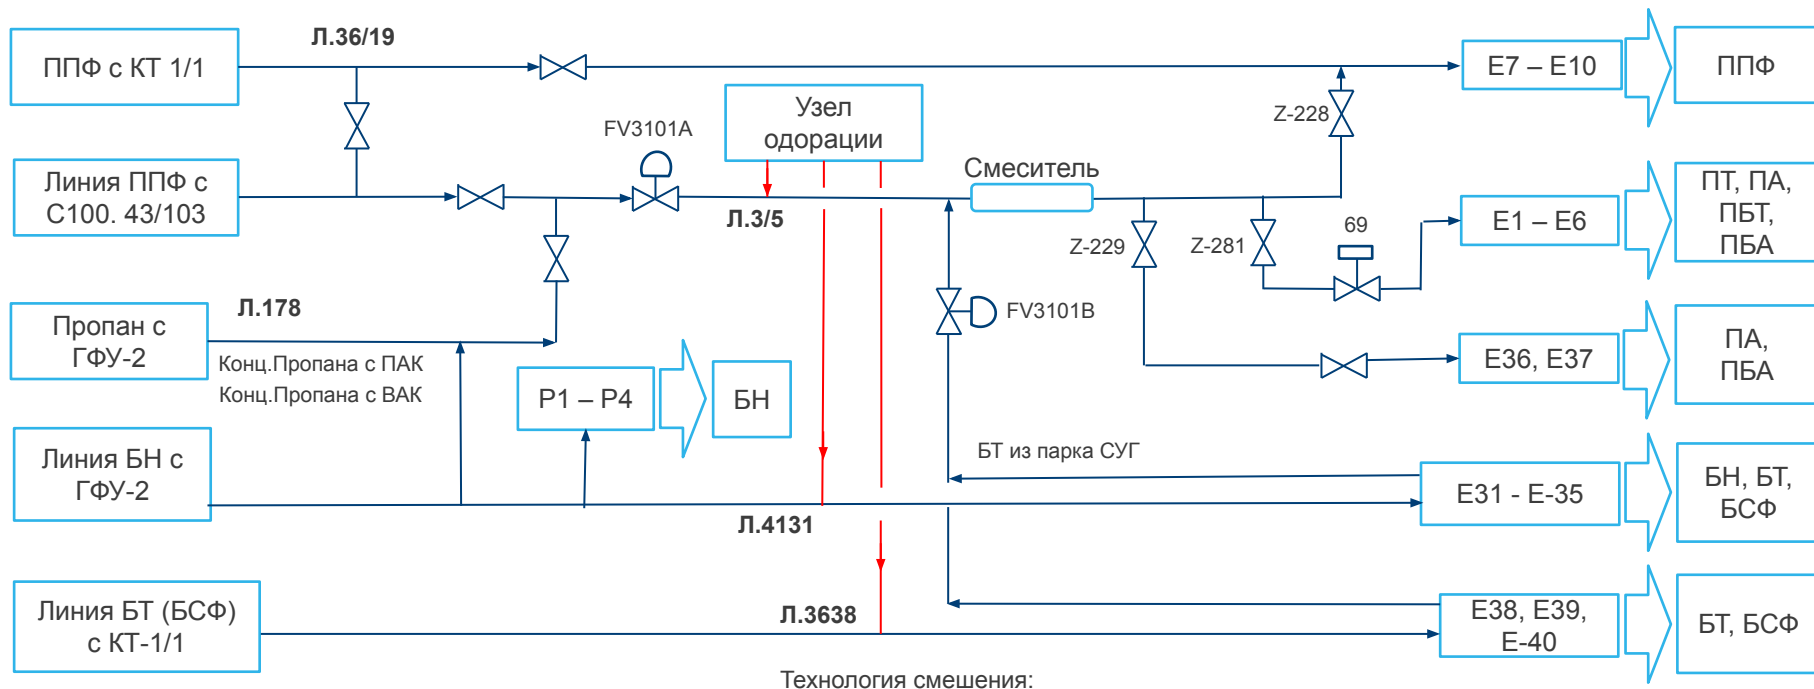 Л.36/19
ППФ с КТ 1/1
Е7 – Е10
ППФ
Узел
одорации
FV3101A
Z-228
Смеситель
Линия ППФ с
С100. 43/103
Л.3/5
Z-229
Z-281
69
Е1 – Е6
ПТ, ПА,
ПБТ,
ПБА
Л.178
Пропан с
ГФУ-2
Конц.Пропана с ПАК
Конц.Пропана с ВАК
FV3101B
Р1 – Р4
БН
Е36, Е37
ПА,
ПБА
Линия БН с
ГФУ-2
БТ из парка СУГ
Е31 - Е-35
БН, БТ,
БСФ
Л.4131
Линия БТ (БСФ)
с КТ-1/1
Л.3638
Е38, Е39,
Е-40
БТ, БСФ
Технология смешения: